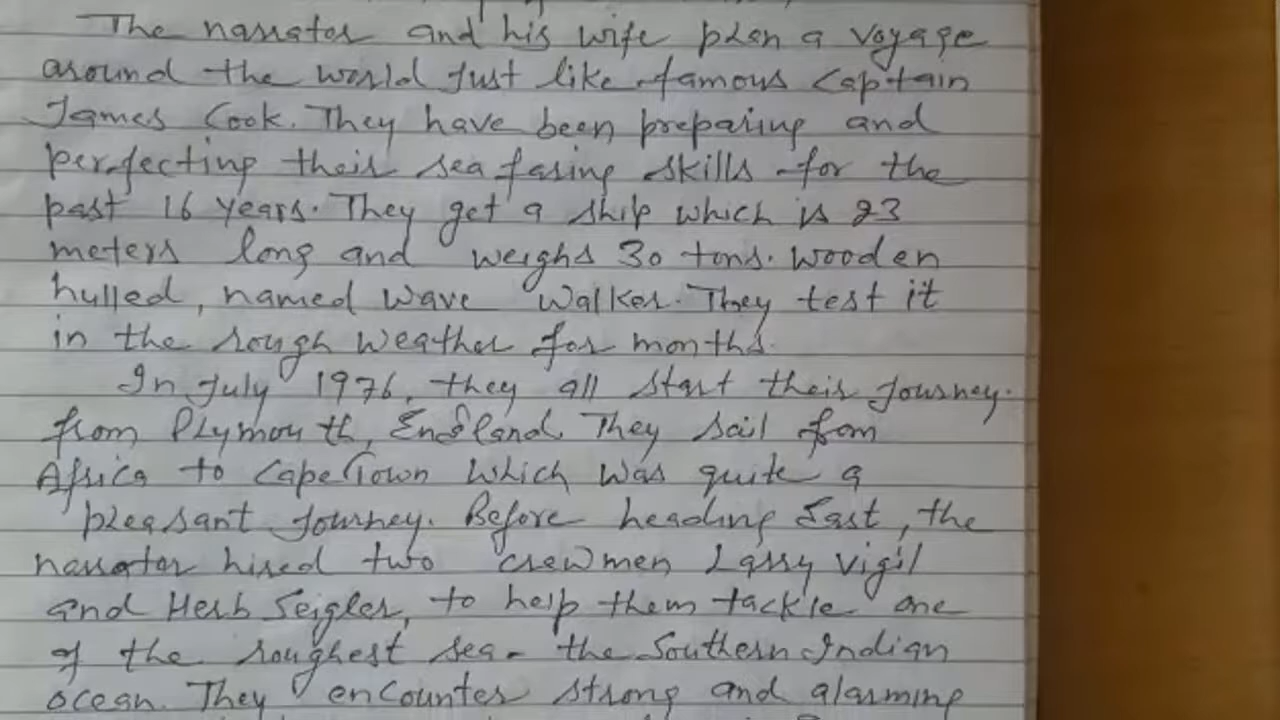 The narrator and his wife plan a voyage
around the world just like famous Captain
James Cook. They have been preparing and
perfecting their sea faring skills for the
past 16 years. They get a ship which is 23
meters long and weighs 30 tons. Wooden
hulled, named Wave Walker. They test it
in the rough weather for months.
In July 1976, they all start their journey.
from Plymouth, England. They sail fom
Africa to Cape Town which was quite a
pleasant journey. Before heading East, the
narrator hired two crewmen Larry Vigil
and Herb Seigler, to help them tackle one
of the roughest sea - the Southern Indian
ocean. They encounter strong and alarming